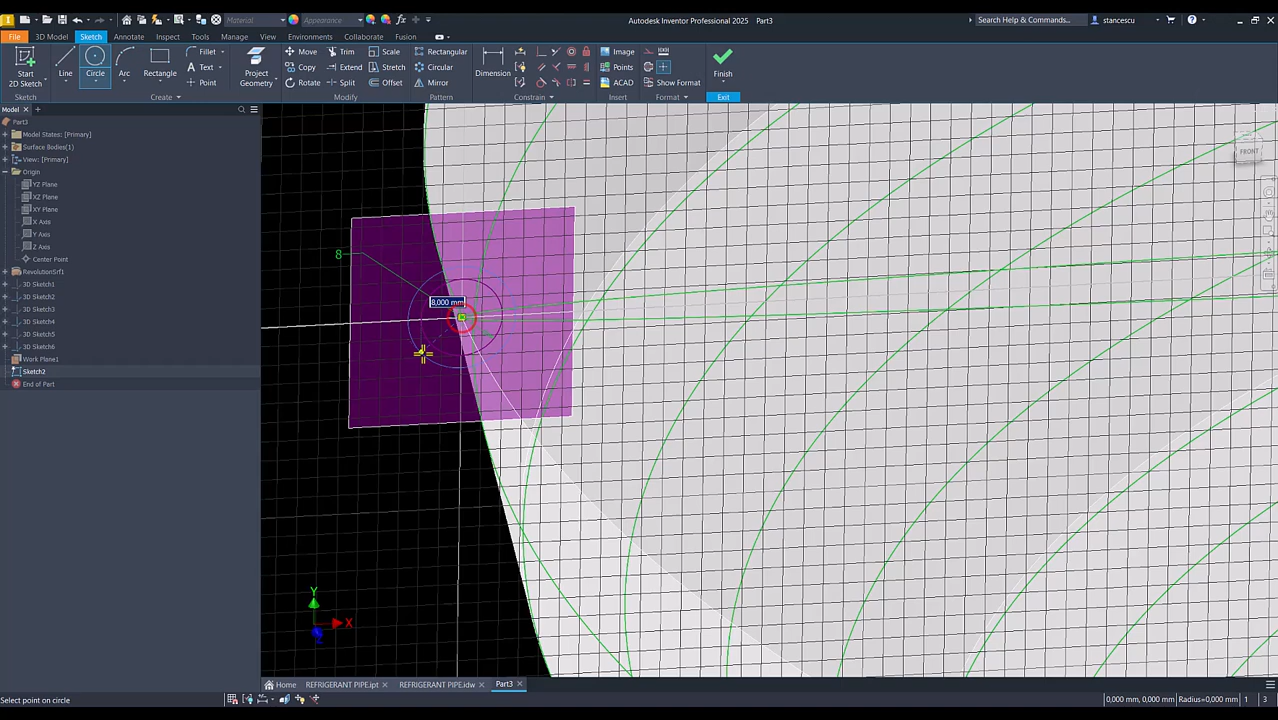 Material
Appearance
Autodesk Inventor Professional 2025 Part3
Search Help & Commands...
stancescu
File 3D Model Sketch Annotate Inspect Tools Manage View Environments Collaborate Fusion
Start
2D Sketch
Line
Circle
Arc
Rectangle
Fillet
Text
Point
Project
Geometry
Move
Copy
Rotate
Trim
Extend
Split
Scale
Stretch
Offset
Rectangular
Circular
Mirror
Dimension
Image
Points
ACAD
Show Format
Finish
Sketch
Create
Modify
Pattern
Constrain
Insert
Format
Exit
Model
Part3
Model States: [Primary]
Surface Bodies(1)
View: [Primary]
Origin
YZ Plane
XZ Plane
XY Plane
X Axis
Y Axis
Z Axis
Center Point
RevolutionSrf1
3D Sketch1
3D Sketch2
3D Sketch3
3D Sketch4
3D Sketch5
3D Sketch6
Work Plane1
Sketch2
End of Part
FRONT
8
8,000 mm
Y
X
Home
REFRIGERANT PIPE.ipt
REFRIGERANT PIPE.idw
Part3
Select point on circle
0,000 mm, 0,000 mm Radius=0,000 mm 1 3